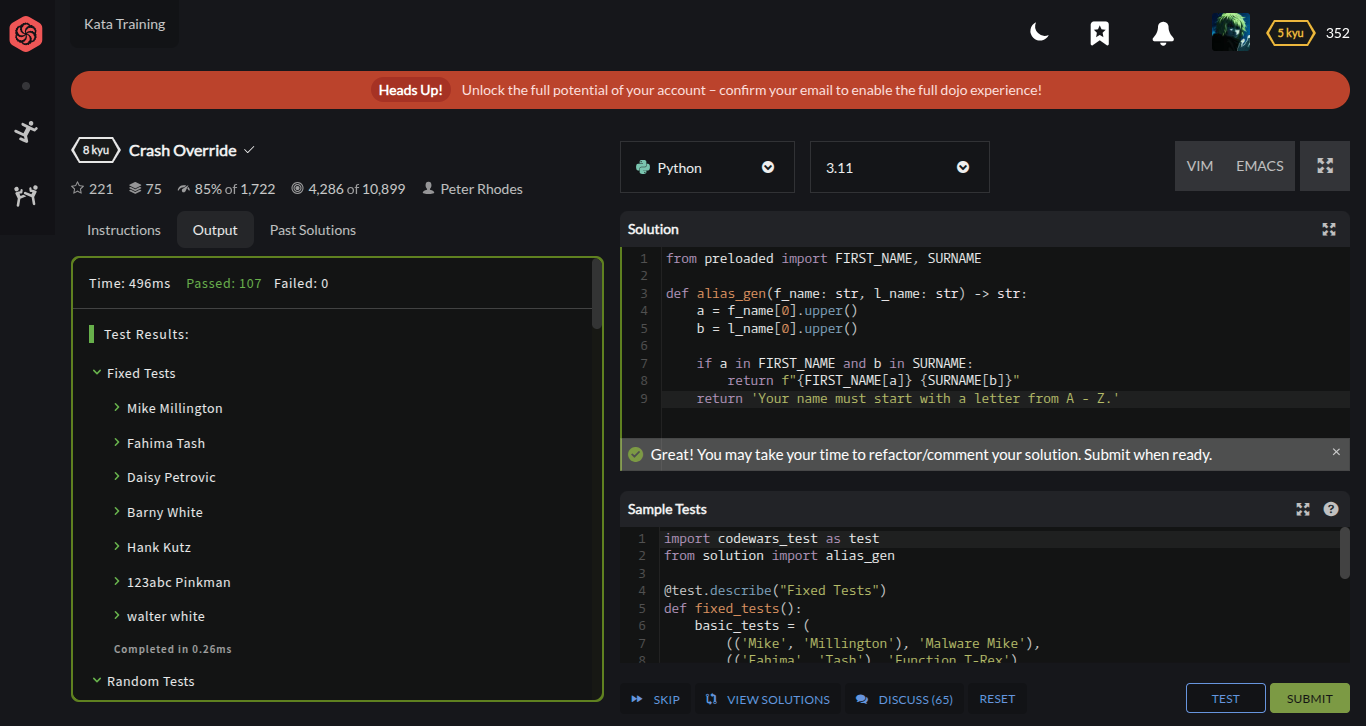 Kata Training
5 kyu 352
Heads Up! Unlock the full potential of your account – confirm your email to enable the full dojo experience!
8 kyu Crash Override
221 75 85% of 1,722 4,286 of 10,899 Peter Rhodes
Instructions Output Past Solutions
Time: 496ms Passed: 107 Failed: 0
Test Results:
Fixed Tests
Mike Millington
Fahima Tash
Daisy Petrovic
Barny White
Hank Kutz
123abc Pinkman
walter white
Completed in 0.26ms
Random Tests
Python 3.11 VIM EMACS
Solution
1 from preloaded import FIRST_NAME, SURNAME
2
3 def alias_gen(f_name: str, l_name: str) -> str:
4 a = f_name[0].upper()
5 b = l_name[0].upper()
6
7 if a in FIRST_NAME and b in SURNAME:
8 return f"{FIRST_NAME[a]} {SURNAME[b]}"
9 return 'Your name must start with a letter from A - Z.'
Great! You may take your time to refactor/comment your solution. Submit when ready. ×
Sample Tests ?
1 import codewars_test as test
2 from solution import alias_gen
3
4 @test.describe("Fixed Tests")
5 def fixed_tests():
6 basic_tests = (
7 (('Mike', 'Millington'), 'Malware Mike'),
8 (('Fahima', 'Tash'), 'Function T-Rex')
SKIP VIEW SOLUTIONS DISCUSS (65) RESET TEST SUBMIT